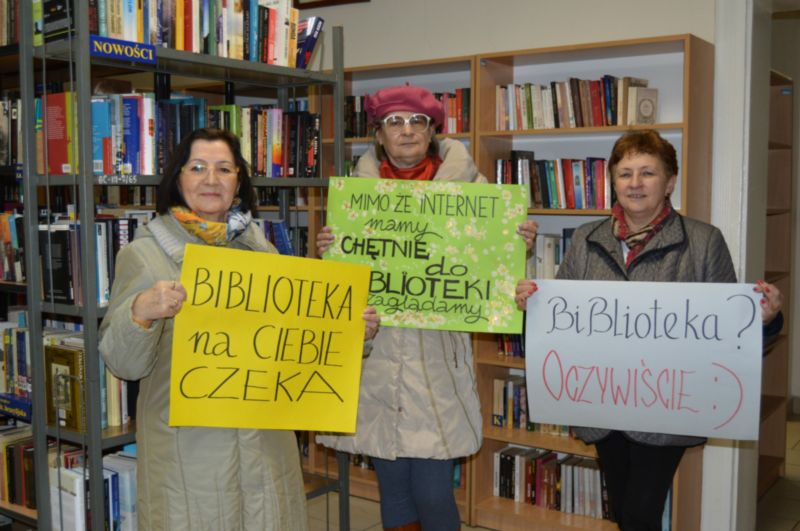 NOWOŚCI
BIBLIOTEKA
na CIEBIE
CZEKA
MIMO ŻE INTERNET
mamy
CHĘTNIE
do
BIBLIOTEKI
zaglądamy
BiBlioteka?
Oczywiście :)